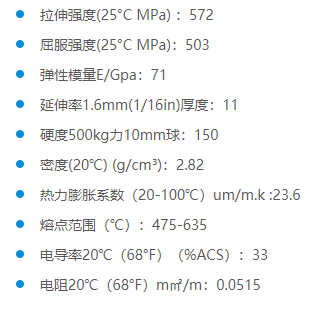 拉伸强度(25°C MPa) ：572
屈服强度(25°C MPa)：503
弹性模量E/Gpa：71
延伸率1.6mm(1/16in)厚度：11
硬度500kg力10mm球：150
密度(20℃) (g/cm³)：2.82
热力膨胀系数（20-100℃）um/m.k :23.6
熔点范围（℃）：475-635
电导率20℃（68°F）（%ACS）：33
电阻20℃（68°F）m㎡/m：0.0515